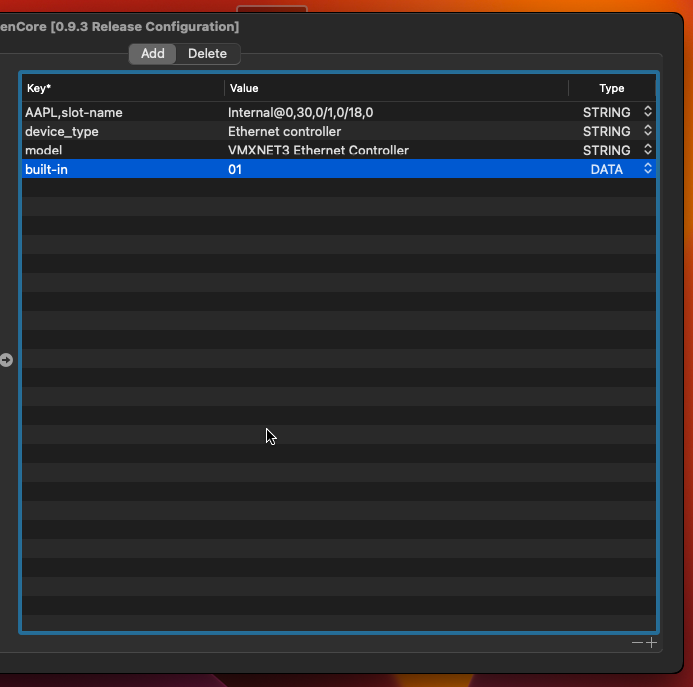 enCore [0.9.3 Release Configuration]
Add Delete
Key* Value Type
AAPL,slot-name Internal@0,30,0/1,0/18,0 STRING
device_type Ethernet controller STRING
model VMXNET3 Ethernet Controller STRING
built-in 01 DATA